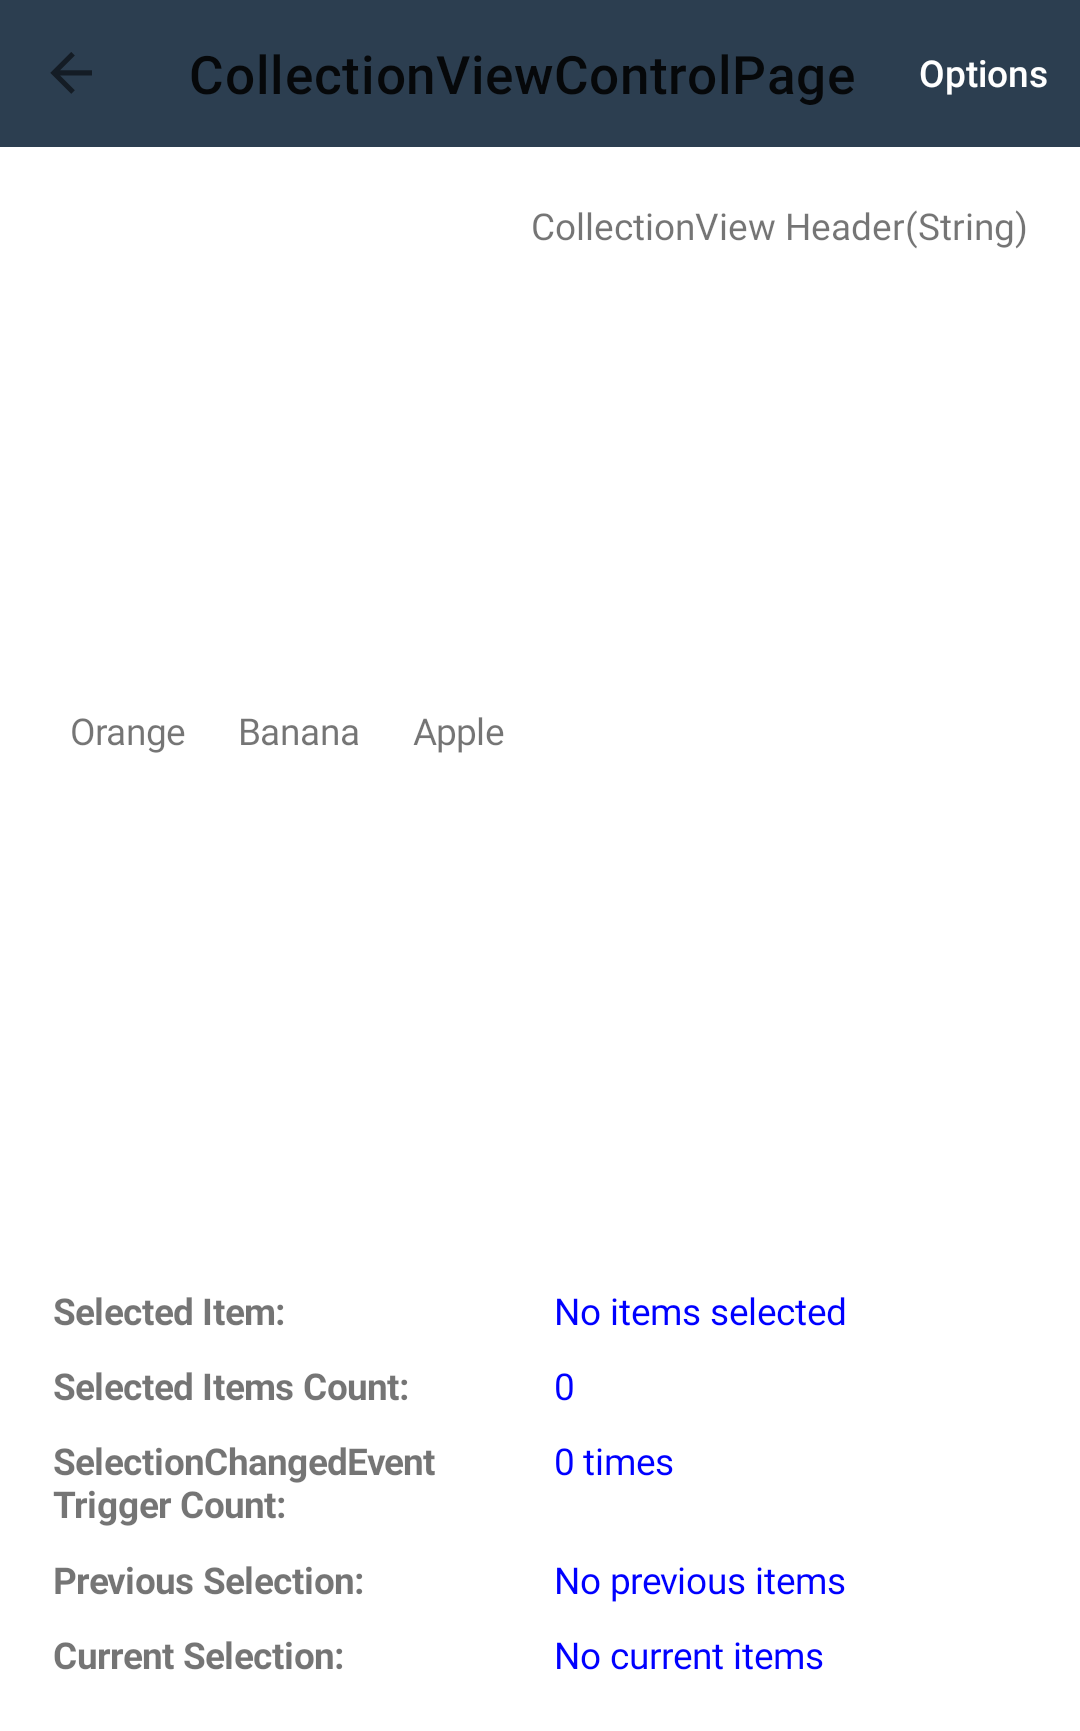 CollectionViewControlPage
Options
CollectionView Header(String)
Orange Banana Apple
Selected Item: No items selected
Selected Items Count: 0
SelectionChangedEvent 0 times
Trigger Count:
Previous Selection: No previous items
Current Selection: No current items